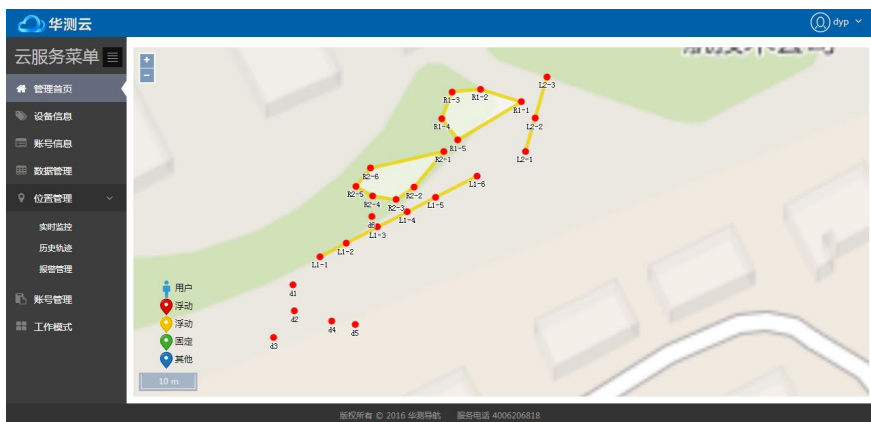 华测云
dyp
云服务菜单
管理首页
设备信息
账号信息
数据管理
位置管理
实时监控
历史轨迹
报警管理
账号管理
工作模式
+
−
L2-3
R1-3
R1-2
R1-1
R1-4
L2-2
R1-5
R2-1
L2-1
R2-6
L1-6
R2-5
R2-2
R2-4
R2-3
L1-5
L1-4
d6
L1-3
L1-2
L1-1
d1
d2
d3
d4
d5
用户
浮动
浮动
固定
其他
10 m
版权所有 © 2016 华测导航 服务电话 4006206818